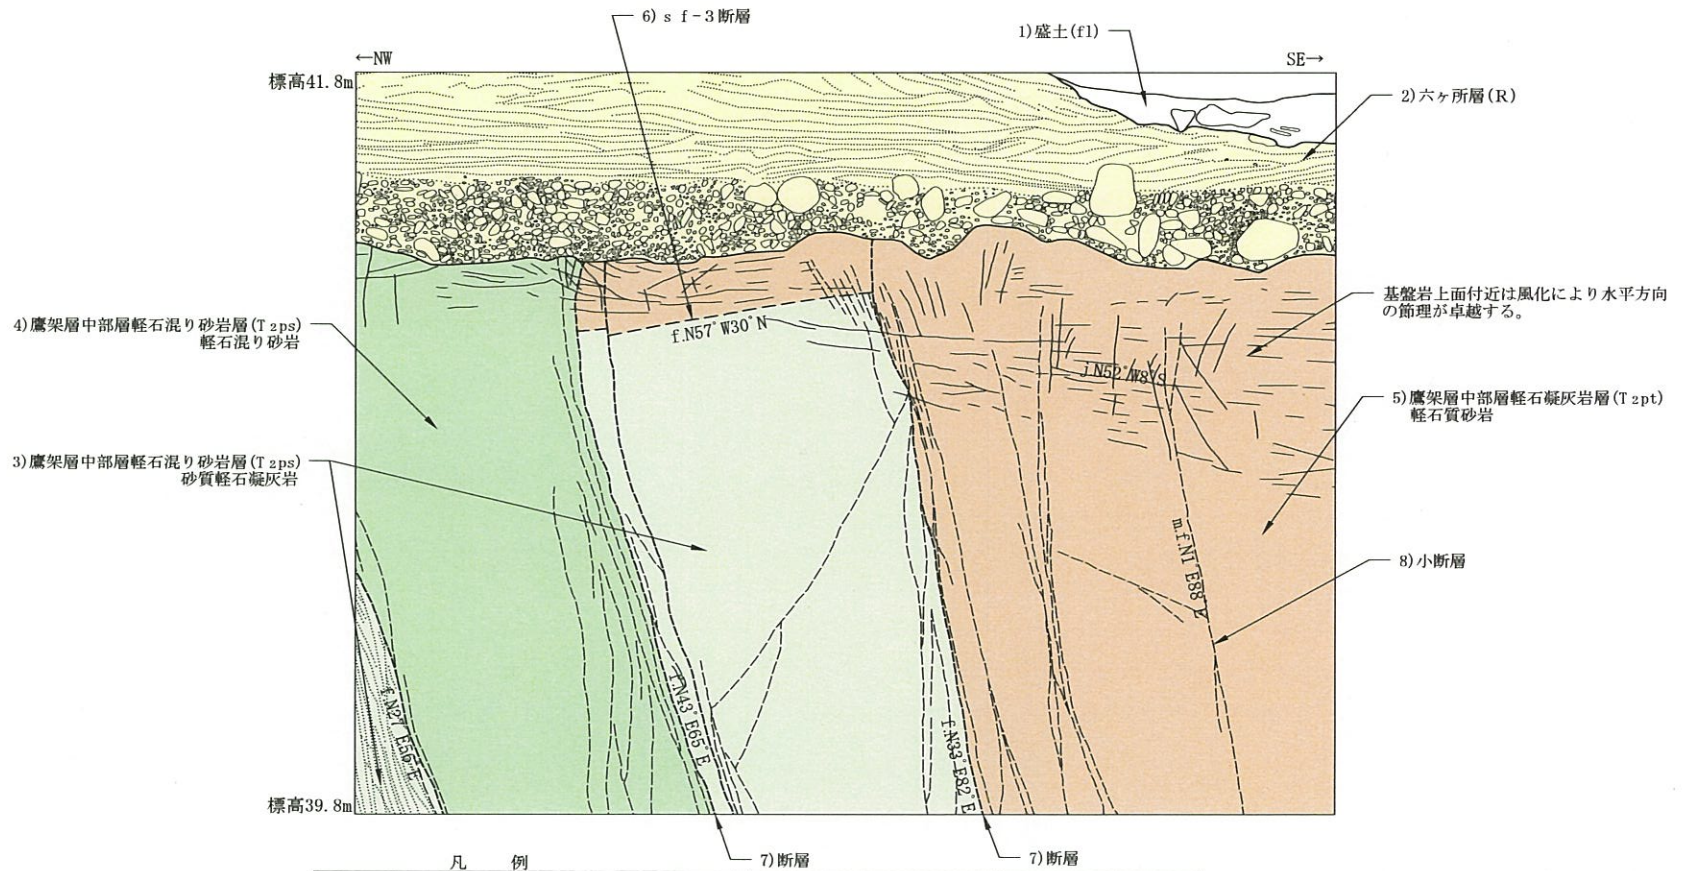 6) s f-3断層
1)盛土(fl)
←NW
SE→
標高41.8m
2)六ヶ所層(R)
基盤岩上面付近は風化により水平方向
の節理が卓越する。
4)鷹架層中部層軽石混り砂岩層(T2ps)
軽石混り砂岩
f.N57°W30°N
j.N52°W8°S
5)鷹架層中部層軽石凝灰岩層(T2pt)
軽石質砂岩
3)鷹架層中部層軽石混り砂岩層(T2ps)
砂質軽石凝灰岩
m.f.N1°E88°E
8)小断層
f.N27°E56°E
f.N43°E65°E
f.N33°E82°E
標高39.8m
7)断層
7)断層
凡 例